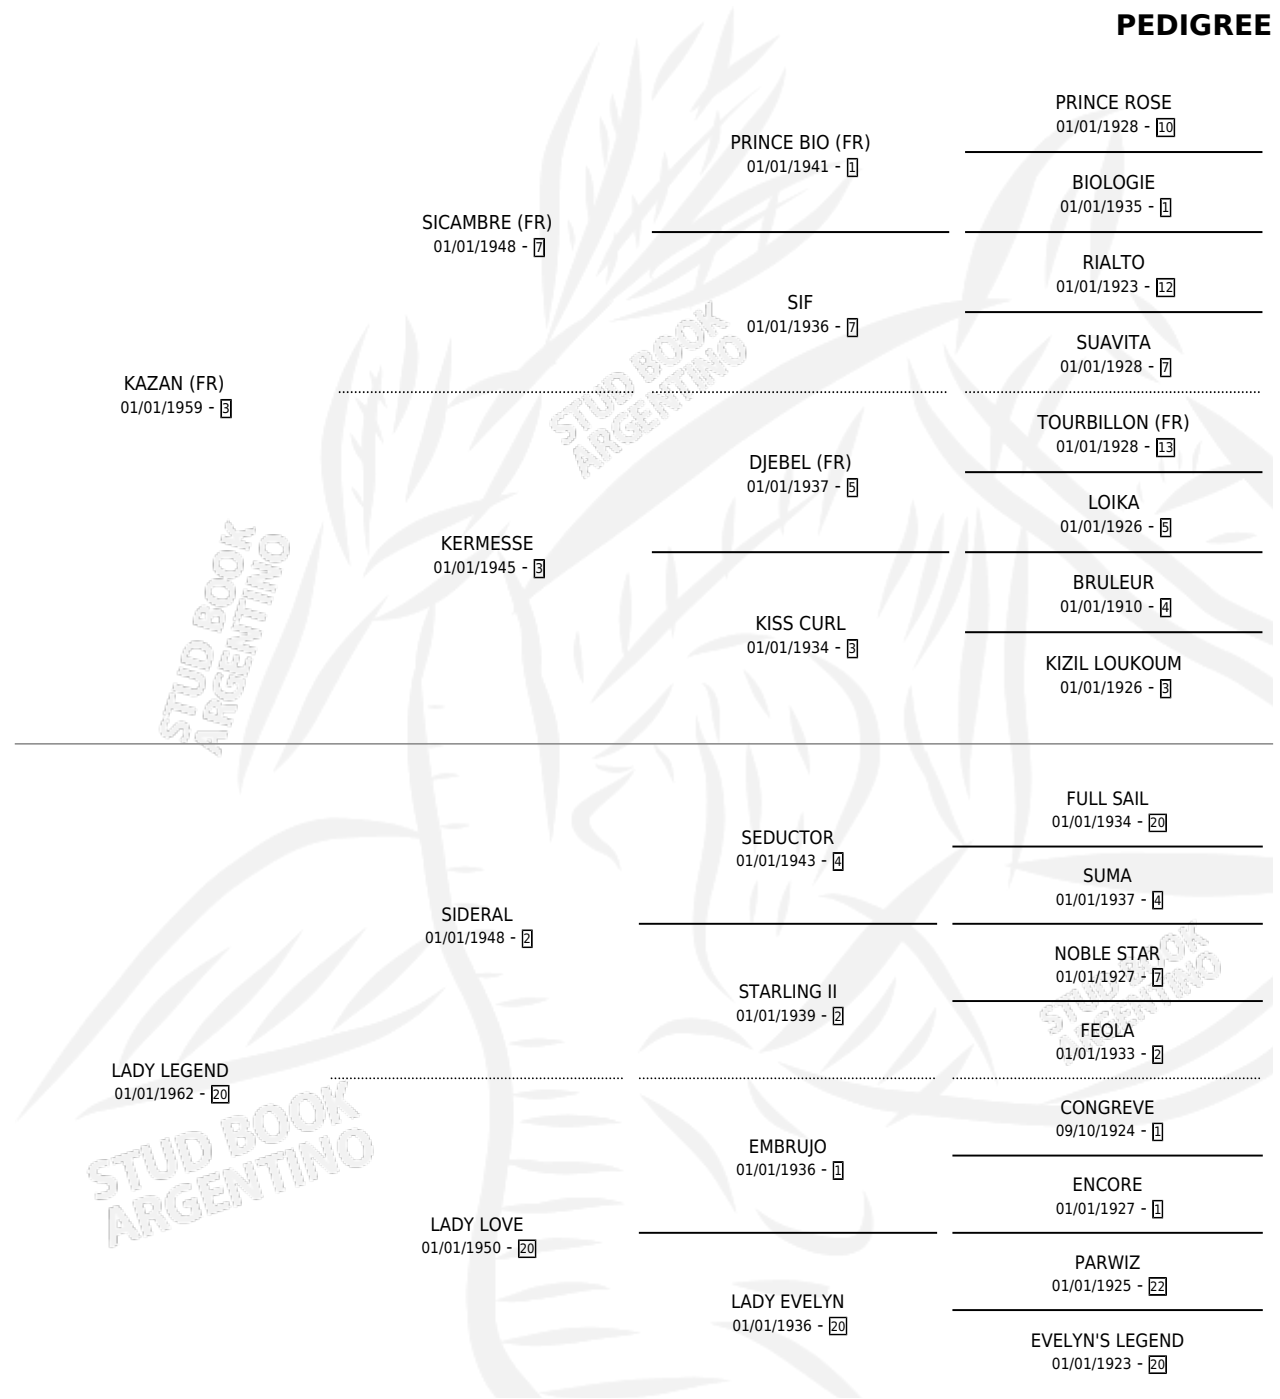 PEDIGREE
PRINCE ROSE
01/01/1928 - 10
PRINCE BIO (FR)
01/01/1941 - 1
BIOLOGIE
01/01/1935 - 1
SICAMBRE (FR)
01/01/1948 - 7
RIALTO
01/01/1923 - 12
SIF
01/01/1936 - 7
SUAVITA
01/01/1928 - 7
KAZAN (FR)
01/01/1959 - 3
TOURBILLON (FR)
01/01/1928 - 13
DJEBEL (FR)
01/01/1937 - 5
LOIKA
01/01/1926 - 5
KERMESSE
01/01/1945 - 3
BRULEUR
01/01/1910 - 4
KISS CURL
01/01/1934 - 3
KIZIL LOUKOUM
01/01/1926 - 3
FULL SAIL
01/01/1934 - 20
SEDUCTOR
01/01/1943 - 4
SUMA
01/01/1937 - 4
SIDERAL
01/01/1948 - 2
NOBLE STAR
01/01/1927 - 7
STARLING II
01/01/1939 - 2
FEOLA
01/01/1933 - 2
LADY LEGEND
01/01/1962 - 20
CONGREVE
09/10/1924 - 1
EMBRUJO
01/01/1936 - 1
ENCORE
01/01/1927 - 1
LADY LOVE
01/01/1950 - 20
PARWIZ
01/01/1925 - 22
LADY EVELYN
01/01/1936 - 20
EVELYN'S LEGEND
01/01/1923 - 20
STUD BOOK
ARGENTINO
STUD BOOK
ARGENTINO
STUD BOOK
ARGENTINO
STUD BOOK
ARGENTINO